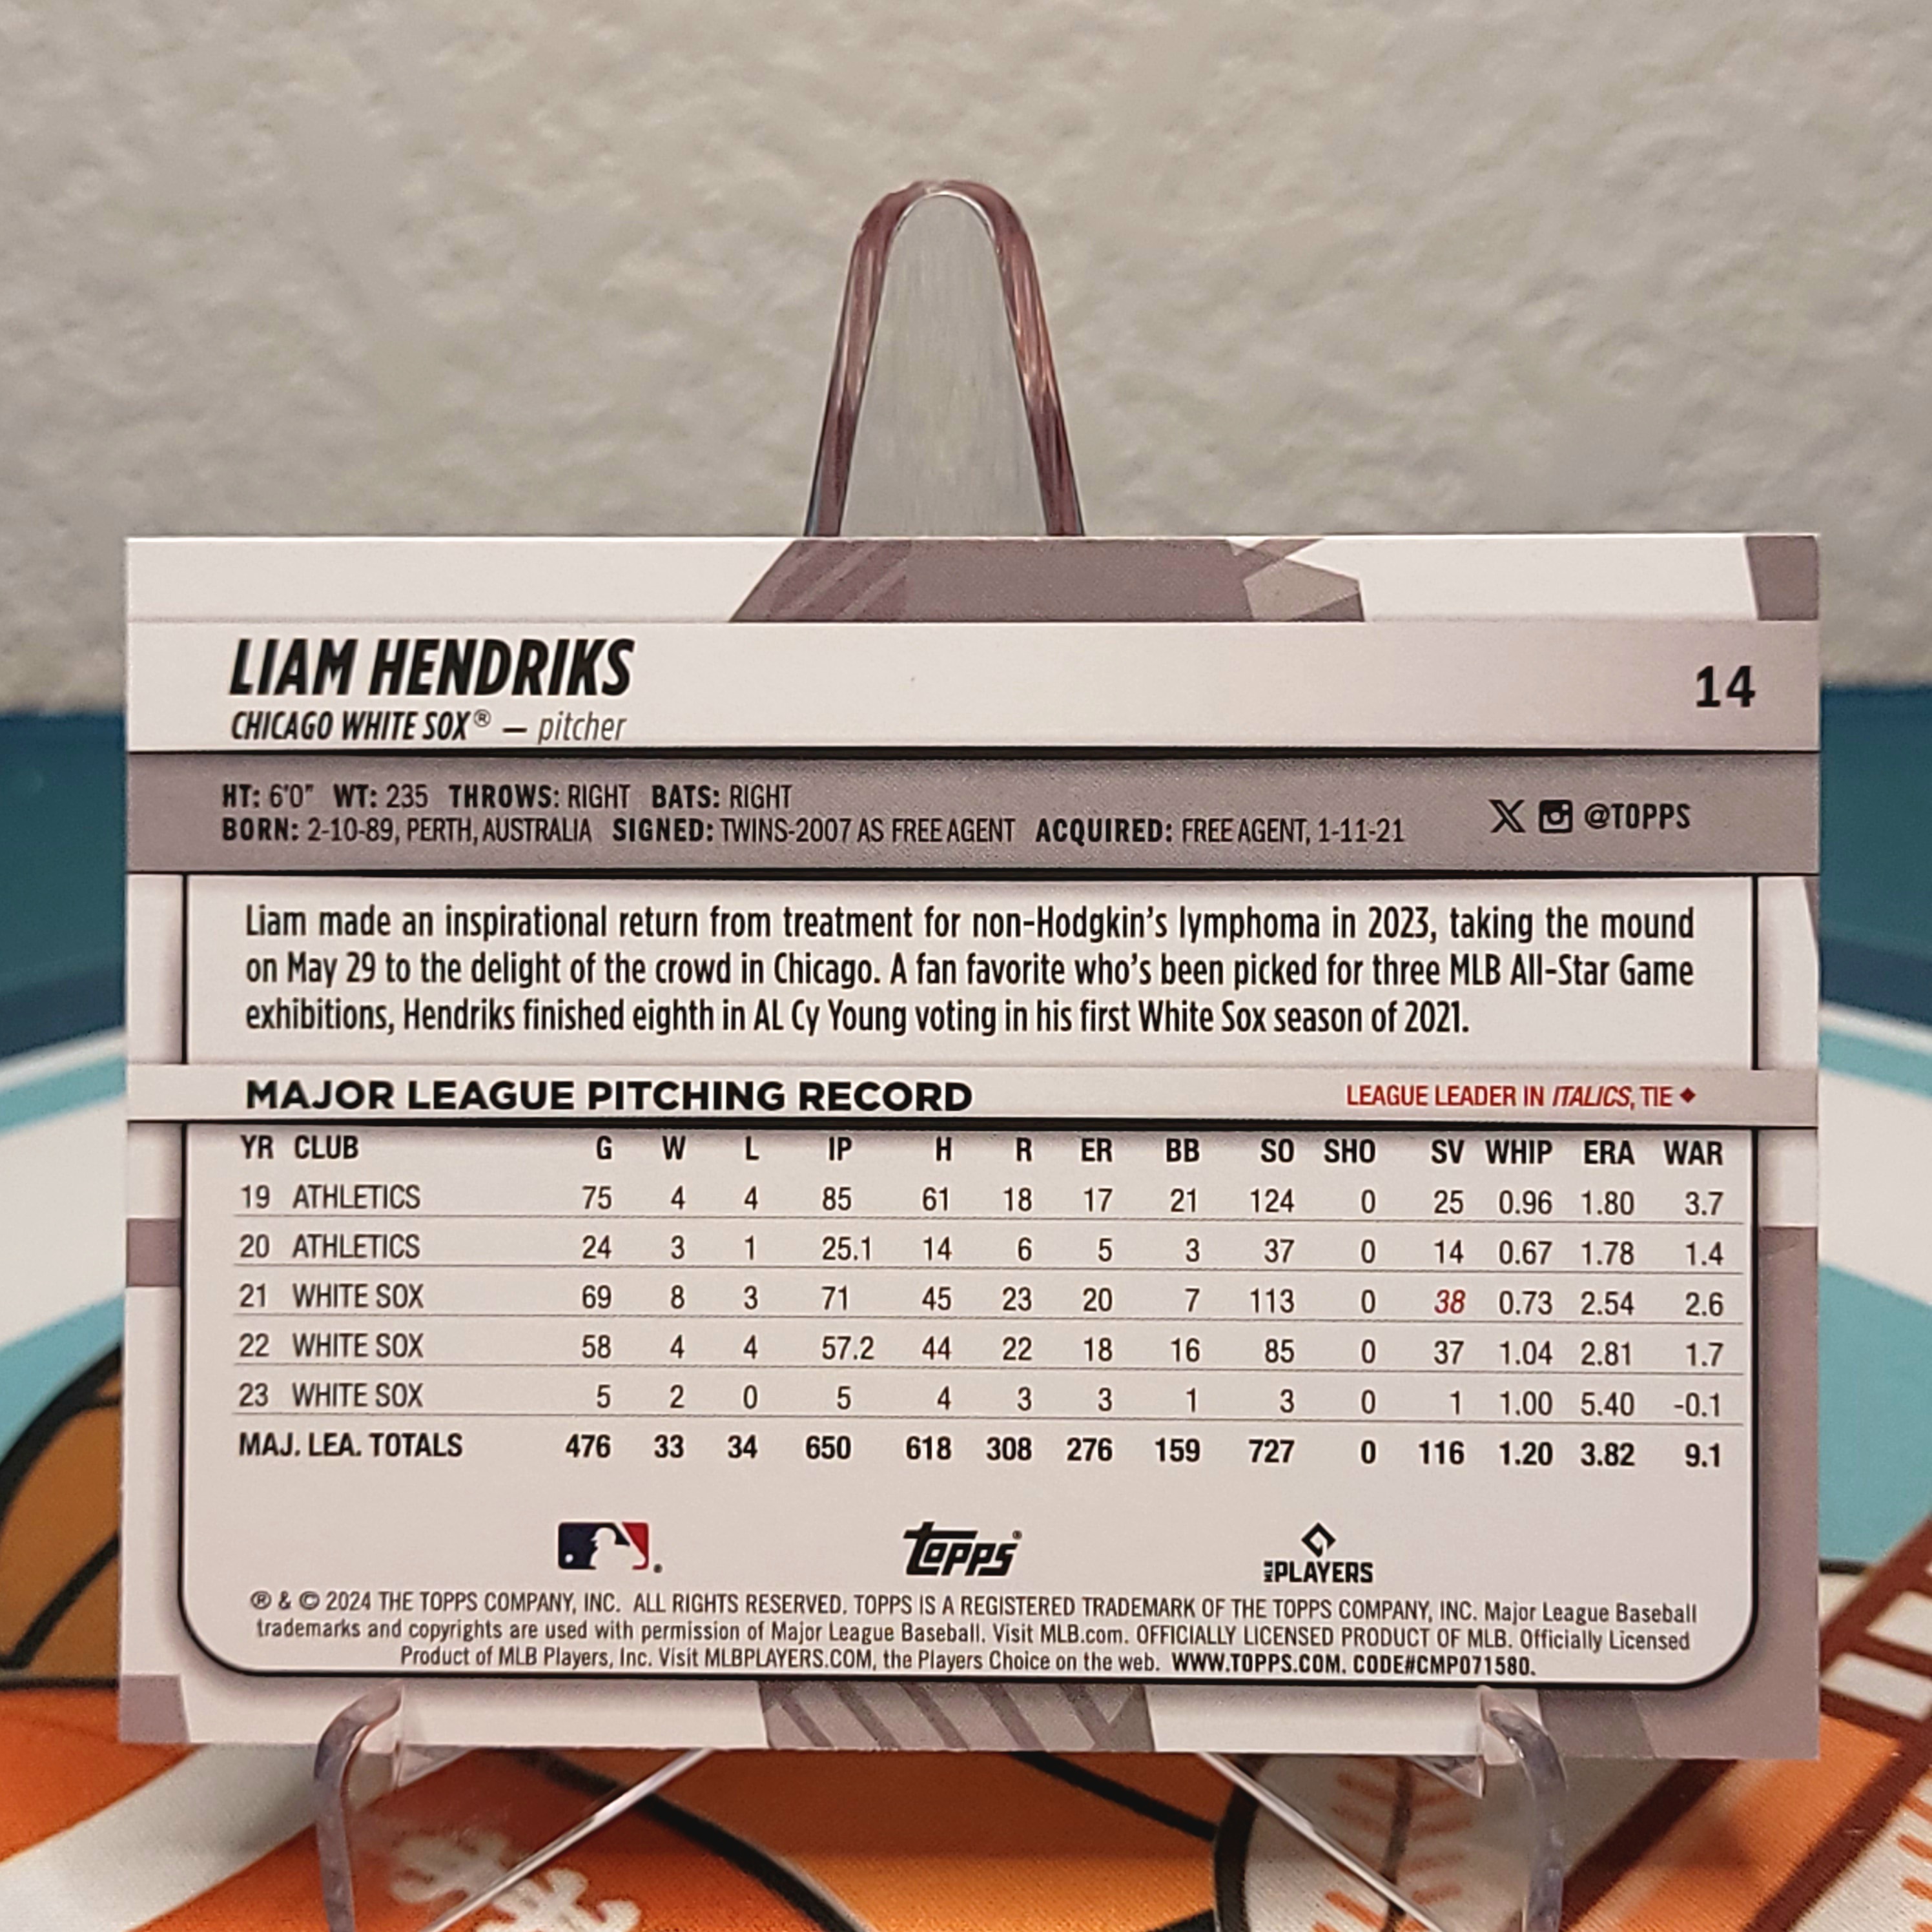 LIAM HENDRIKS
14
CHICAGO WHITE SOX® — pitcher
HT: 6'0" WT: 235 THROWS: RIGHT BATS: RIGHT
BORN: 2-10-89, PERTH, AUSTRALIA SIGNED: TWINS-2007 AS FREE AGENT ACQUIRED: FREE AGENT, 1-11-21
X @TOPPS
Liam made an inspirational return from treatment for non-Hodgkin's lymphoma in 2023, taking the mound
on May 29 to the delight of the crowd in Chicago. A fan favorite who's been picked for three MLB All-Star Game
exhibitions, Hendriks finished eighth in AL Cy Young voting in his first White Sox season of 2021.
MAJOR LEAGUE PITCHING RECORD LEAGUE LEADER IN ITALICS, TIE ◆
YR CLUB G W L IP H R ER BB SO SHO SV WHIP ERA WAR
19 ATHLETICS 75 4 4 85 61 18 17 21 124 0 25 0.96 1.80 3.7
20 ATHLETICS 24 3 1 25.1 14 6 5 3 37 0 14 0.67 1.78 1.4
21 WHITE SOX 69 8 3 71 45 23 20 7 113 0 38 0.73 2.54 2.6
22 WHITE SOX 58 4 4 57.2 44 22 18 16 85 0 37 1.04 2.81 1.7
23 WHITE SOX 5 2 0 5 4 3 3 1 3 0 1 1.00 5.40 -0.1
MAJ. LEA. TOTALS 476 33 34 650 618 308 276 159 727 0 116 1.20 3.82 9.1
topps®
MLB PLAYERS
® & © 2024 THE TOPPS COMPANY, INC. ALL RIGHTS RESERVED. TOPPS IS A REGISTERED TRADEMARK OF THE TOPPS COMPANY, INC. Major League Baseball
trademarks and copyrights are used with permission of Major League Baseball. Visit MLB.com. OFFICIALLY LICENSED PRODUCT OF MLB. Officially Licensed
Product of MLB Players, Inc. Visit MLBPLAYERS.COM, the Players Choice on the web. WWW.TOPPS.COM. CODE#CMP071580.